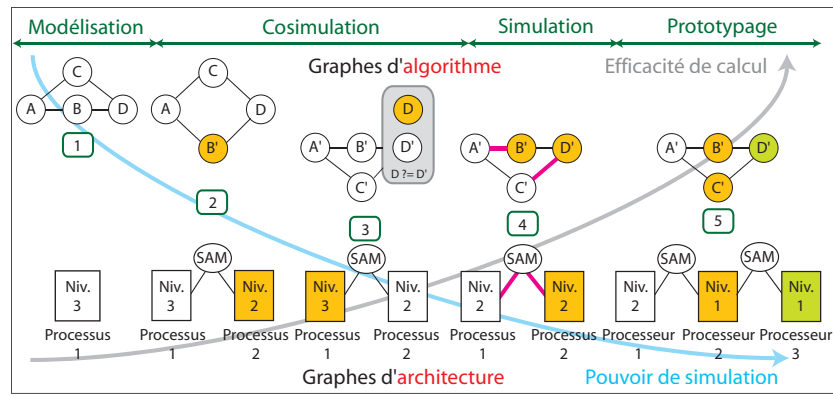 Modélisation Cosimulation Simulation Prototypage
Graphes d'algorithme Efficacité de calcul
C
A B D
1
C
A D
B'
2
D
A' B' D'
C' D ?= D'
3
A' B' D'
C'
4
A' B' D'
C'
5
SAM SAM SAM SAM SAM
Niv. 3
Niv. 3
Niv. 2
Niv. 3
Niv. 2
Niv. 2
Niv. 2
Niv. 2
Niv. 1
Niv. 1
Processus 1
Processus 1
Processus 2
Processus 1
Processus 2
Processus 1
Processus 2
Processeur 1
Processeur 2
Processeur 3
Graphes d'architecture Pouvoir de simulation